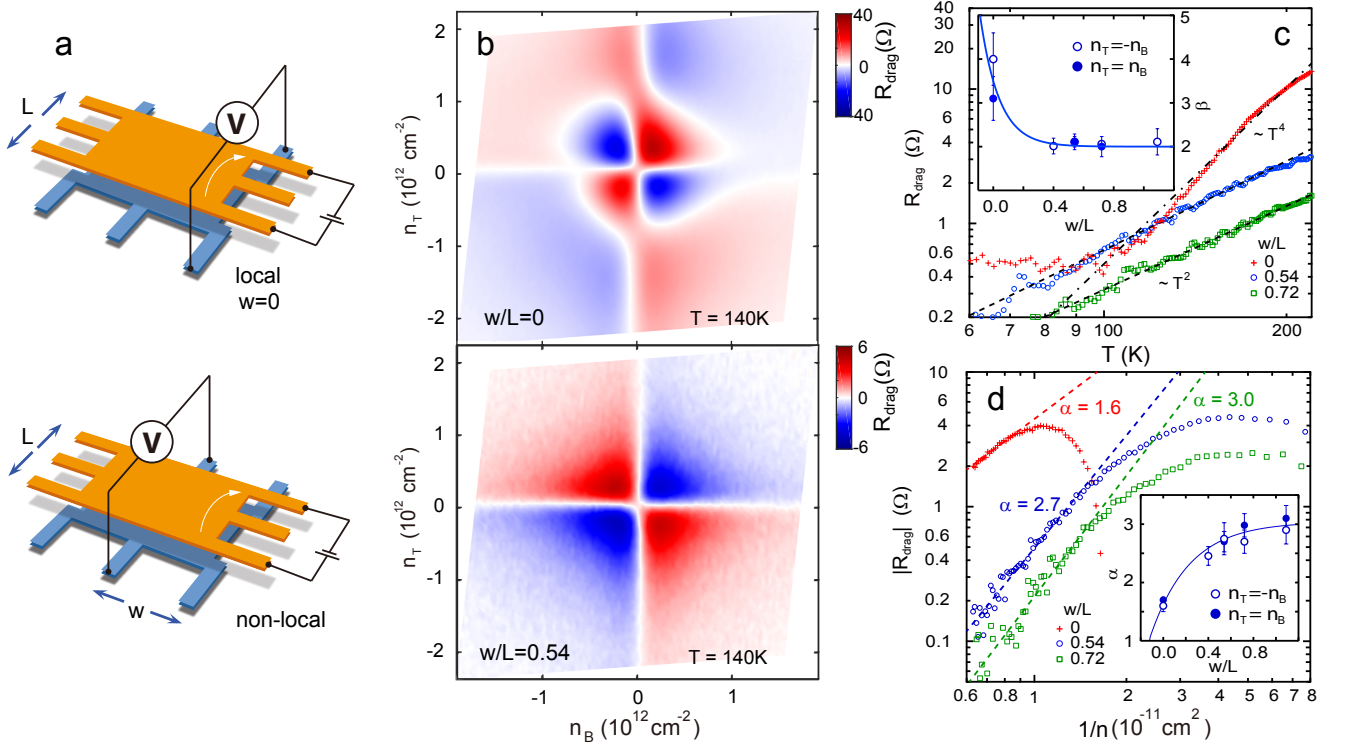 a
L
V
local
w=0
L
V
w
non-local
b
2
1
0
-1
-2
n_T (10^12 cm^-2)
w/L=0
T = 140K
40
0
40
R_drag(Ω)
2
1
0
-1
-2
n_T (10^12 cm^-2)
w/L=0.54
T = 140K
6
0
-6
R_drag(Ω)
-1
0
1
n_B (10^12 cm^-2)
c
40
20
10
6
4
2
1
0.6
0.4
0.2
R_drag (Ω)
n_T=-n_B
n_T= n_B
5
4
3
2
β
0.0
0.4
0.8
w/L
~ T^4
~ T^2
w/L
0
0.54
0.72
6
7
8
9
100
200
T (K)
d
10
6
4
2
1
0.6
0.4
0.2
0.1
|R_drag| (Ω)
α = 1.6
α = 3.0
α = 2.7
w/L
0
0.54
0.72
3
2
1
α
n_T=-n_B
n_T= n_B
0.0
0.4
0.8
w/L
0.6
0.8
1
2
3
4
5
6
7
8
1/n (10^-11 cm^2)